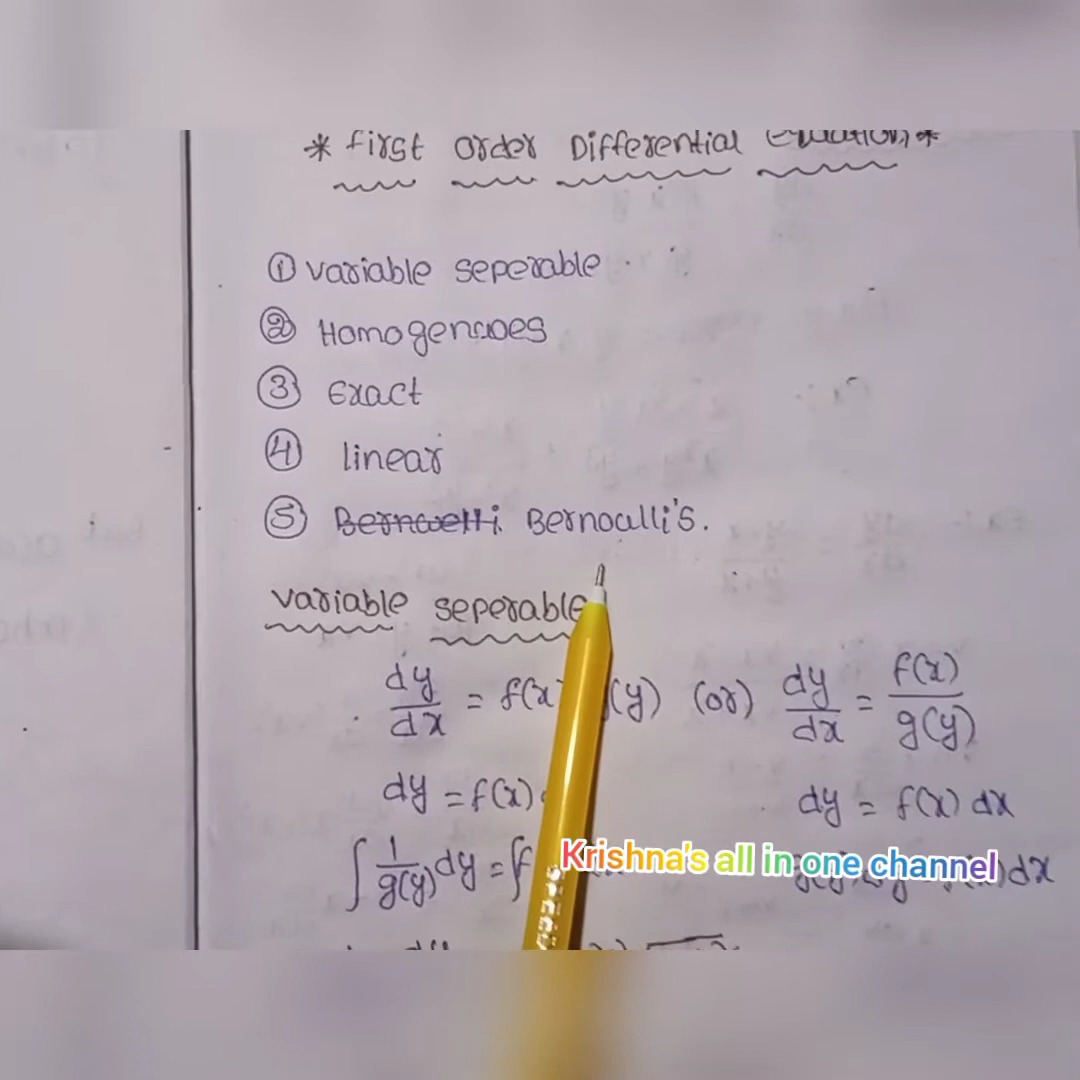 * First order Differential equation *
① variable seperable
② Homogeneoes
③ Exact
④ linear
⑤ Bernoulli's.
variable seperable
dy/dx = f(x) g(y) (or) dy/dx = f(x)/g(y)
dy = f(x) dy = f(x) dx
∫ 1/g(y) dy = ∫f dx
Krishna's all in one channel